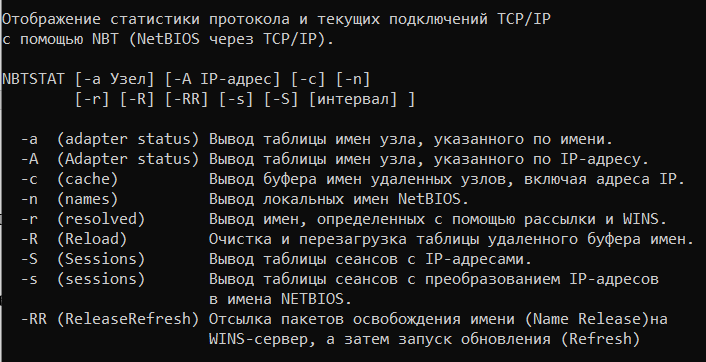 Отображение статистики протокола и текущих подключений TCP/IP
с помощью NBT (NetBIOS через TCP/IP).
NBTSTAT [-a Узел] [-A IP-адрес] [-c] [-n]
[-r] [-R] [-RR] [-s] [-S] [интервал] ]
-a (adapter status) Вывод таблицы имен узла, указанного по имени.
-A (Adapter status) Вывод таблицы имен узла, указанного по IP-адресу.
-c (cache) Вывод буфера имен удаленных узлов, включая адреса IP.
-n (names) Вывод локальных имен NetBIOS.
-r (resolved) Вывод имен, определенных с помощью рассылки и WINS.
-R (Reload) Очистка и перезагрузка таблицы удаленного буфера имен.
-S (Sessions) Вывод таблицы сеансов с IP-адресами.
-s (sessions) Вывод таблицы сеансов с преобразованием IP-адресов
в имена NETBIOS.
-RR (ReleaseRefresh) Отсылка пакетов освобождения имени (Name Release)на
WINS-сервер, а затем запуск обновления (Refresh)